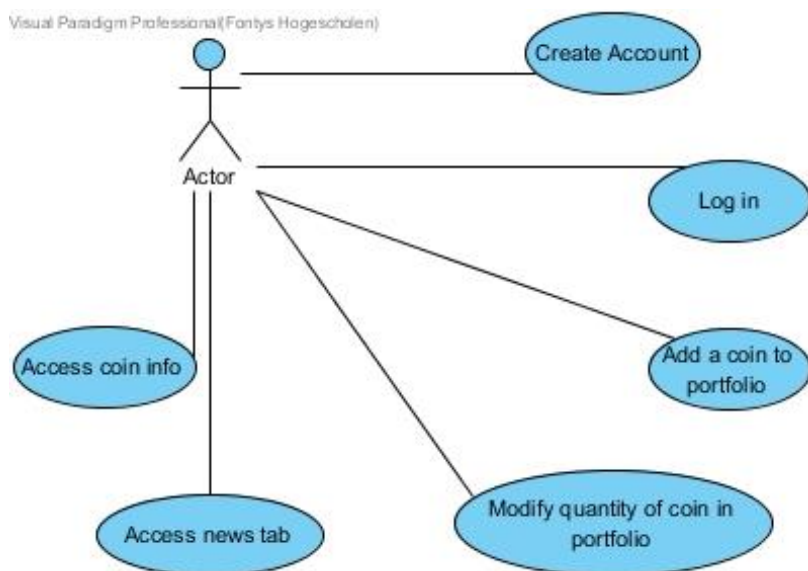 Visual Paradigm Professional(Fontys Hogescholen)
Create Account
Actor
Log in
Access coin info
Add a coin to
portfolio
Modify quantity of coin in
portfolio
Access news tab